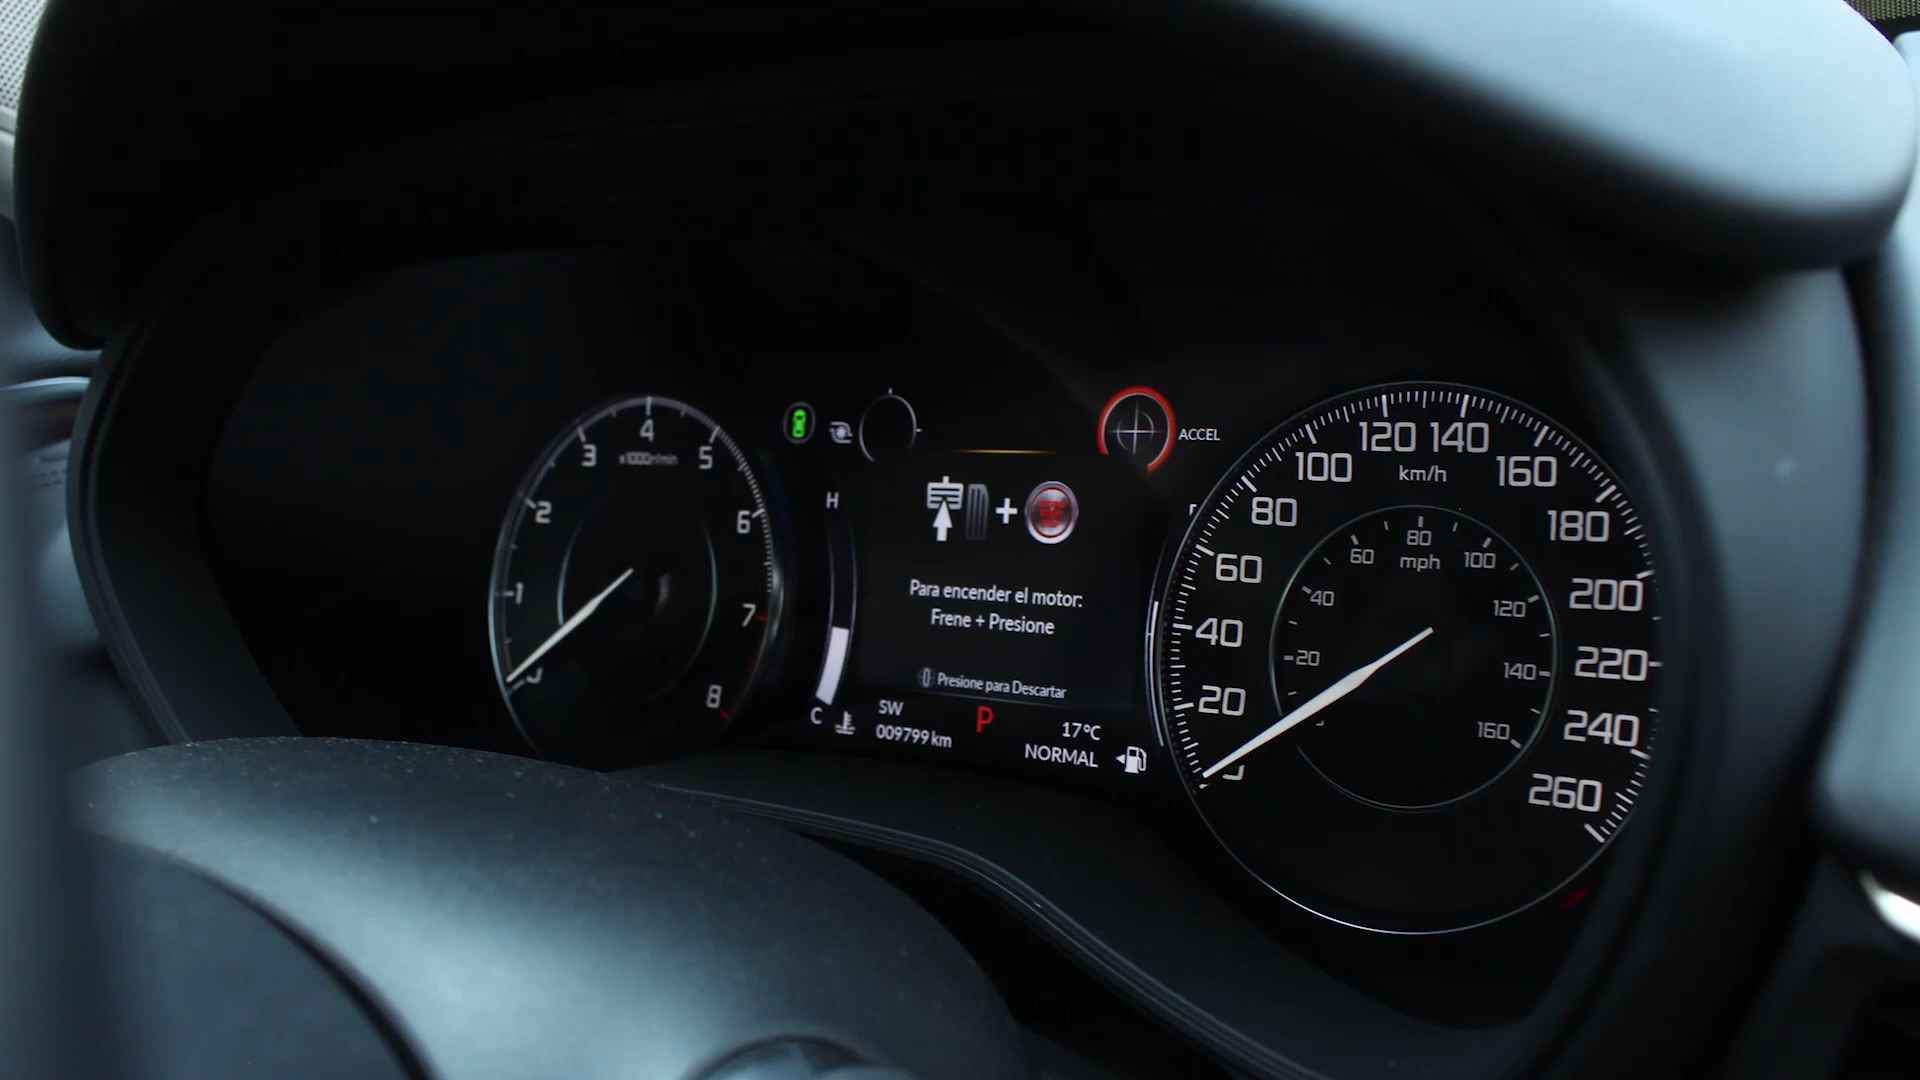 0
1
2
3
4
5
6
7
8
x1000r/min
H
C
ACCEL
+
Para encender el motor:
Frene + Presione
Presione para Descartar
SW
009799 km
P
17°C
NORMAL
20
40
60
80
100
120
140
160
180
200
220
240
260
km/h
20
40
60
80
100
120
140
160
mph